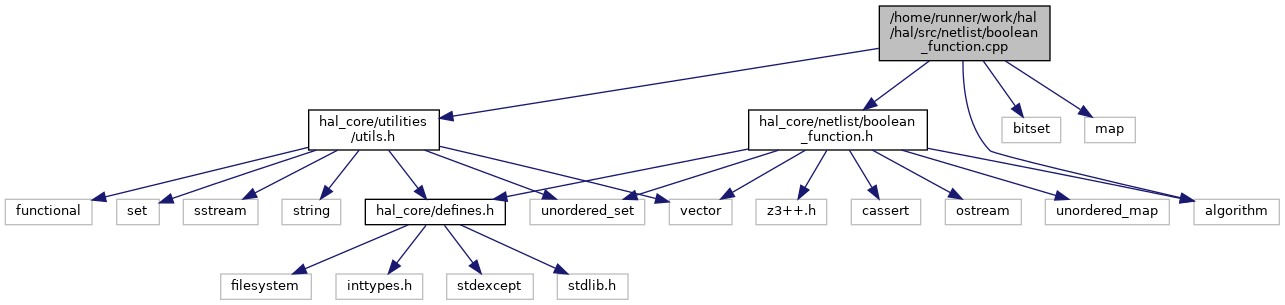 /home/runner/work/hal
/hal/src/netlist/boolean
_function.cpp
hal_core/utilities
/utils.h
hal_core/netlist/boolean
_function.h
bitset
map
functional
set
sstream
string
hal_core/defines.h
unordered_set
vector
z3++.h
cassert
ostream
unordered_map
algorithm
filesystem
inttypes.h
stdexcept
stdlib.h